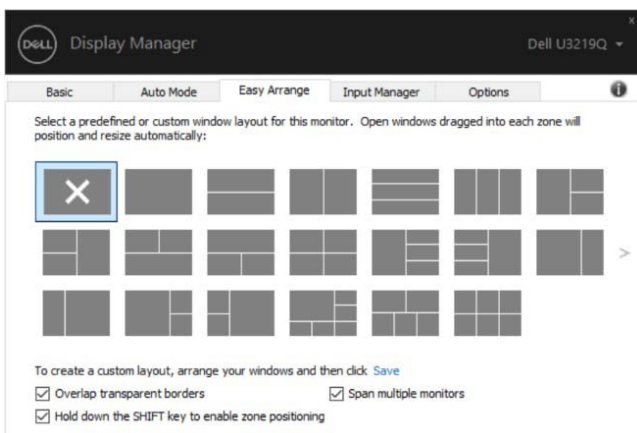 x
DELL Display Manager Dell U3219Q
Basic Auto Mode Easy Arrange Input Manager Options i
Select a predefined or custom window layout for this monitor. Open windows dragged into each zone will
position and resize automatically:
>
To create a custom layout, arrange your windows and then click Save
Overlap transparent borders Span multiple monitors
Hold down the SHIFT key to enable zone positioning